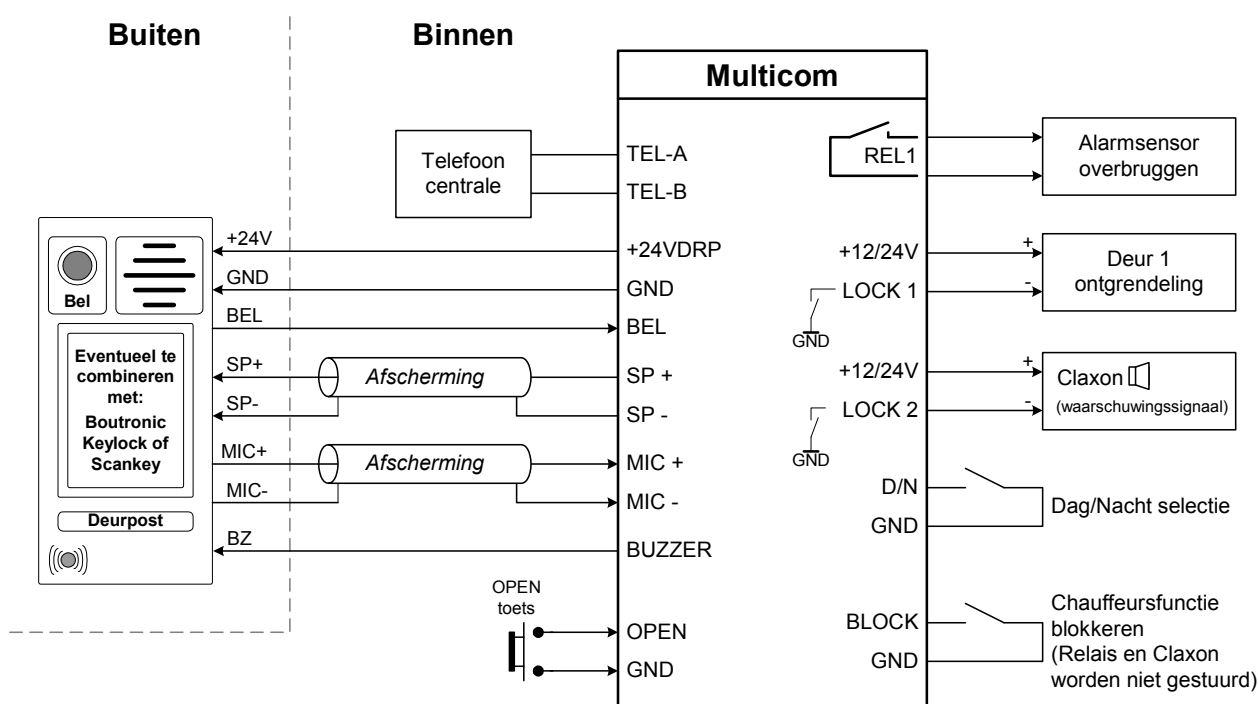 Buiten
Binnen
Multicom
Telefoon
centrale
TEL-A
TEL-B
REL1
Alarmsensor
overbruggen
+24V
GND
BEL
SP+
SP-
MIC+
MIC-
BZ
Bel
Eventueel te
combineren
met:
Boutronic
Keylock of
Scankey
Deurpost
Afscherming
Afscherming
+24VDRP
GND
BEL
SP +
SP -
MIC +
MIC -
BUZZER
OPEN
toets
OPEN
GND
+12/24V
LOCK 1
GND
+
-
Deur 1
ontgrendeling
+12/24V
LOCK 2
GND
+
-
Claxon
(waarschuwingssignaal)
D/N
GND
Dag/Nacht selectie
BLOCK
GND
Chauffeursfunctie
blokkeren
(Relais en Claxon
worden niet gestuurd)